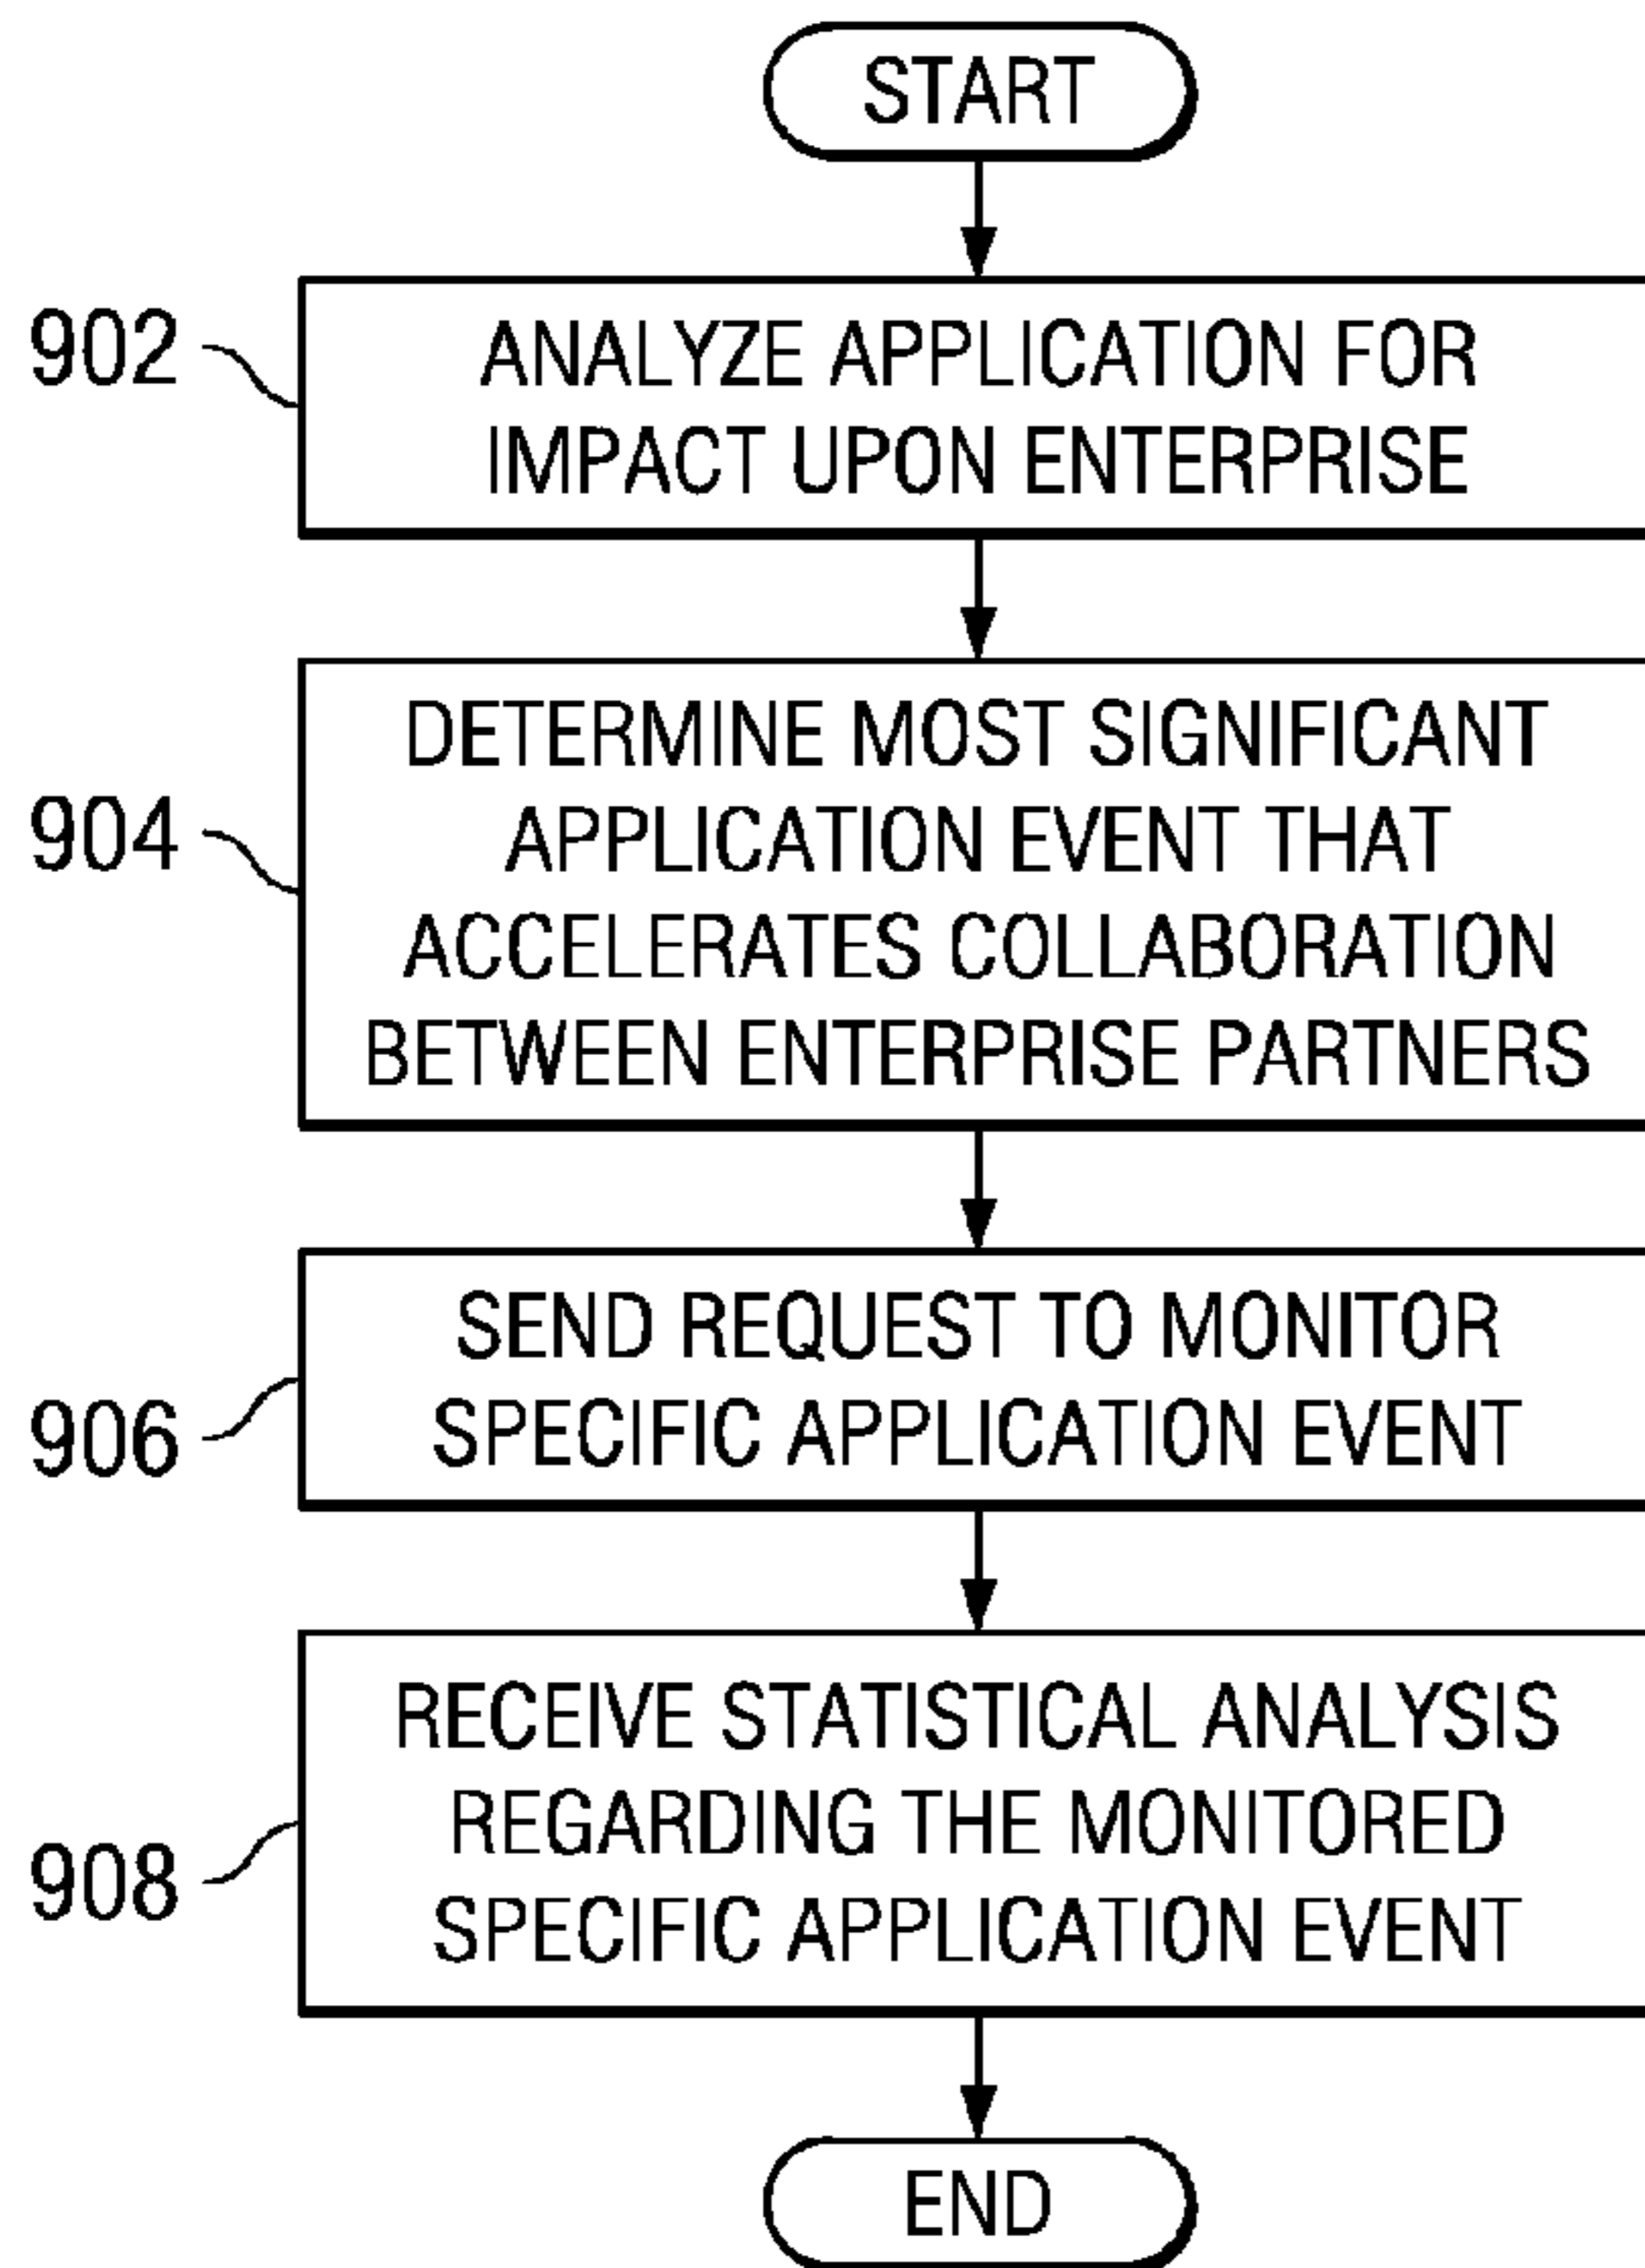 START
902
ANALYZE APPLICATION FOR
IMPACT UPON ENTERPRISE
904
DETERMINE MOST SIGNIFICANT
APPLICATION EVENT THAT
ACCELERATES COLLABORATION
BETWEEN ENTERPRISE PARTNERS
906
SEND REQUEST TO MONITOR
SPECIFIC APPLICATION EVENT
908
RECEIVE STATISTICAL ANALYSIS
REGARDING THE MONITORED
SPECIFIC APPLICATION EVENT
END